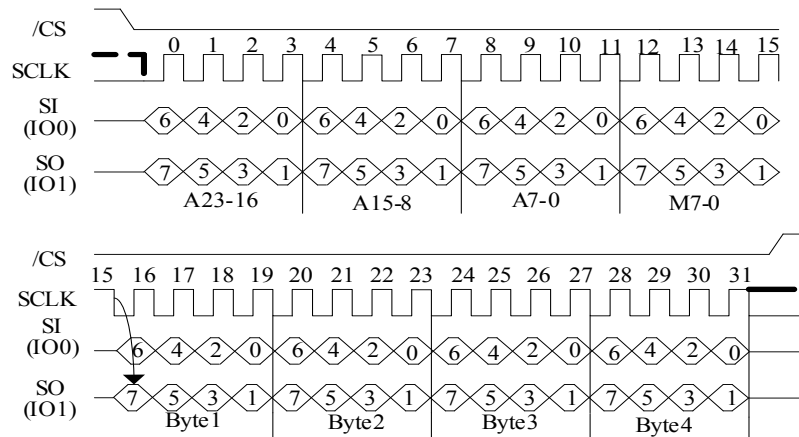 /CS
0 1 2 3 4 5 6 7 8 9 10 11 12 13 14 15
SCLK
SI
(IO0)
6 4 2 0 6 4 2 0 6 4 2 0 6 4 2 0
SO
(IO1)
7 5 3 1 7 5 3 1 7 5 3 1 7 5 3 1
A23-16 A15-8 A7-0 M7-0
/CS
15 16 17 18 19 20 21 22 23 24 25 26 27 28 29 30 31
SCLK
SI
(IO0)
6 4 2 0 6 4 2 0 6 4 2 0 6 4 2 0
SO
(IO1)
7 5 3 1 7 5 3 1 7 5 3 1 7 5 3 1
Byte1 Byte2 Byte3 Byte4